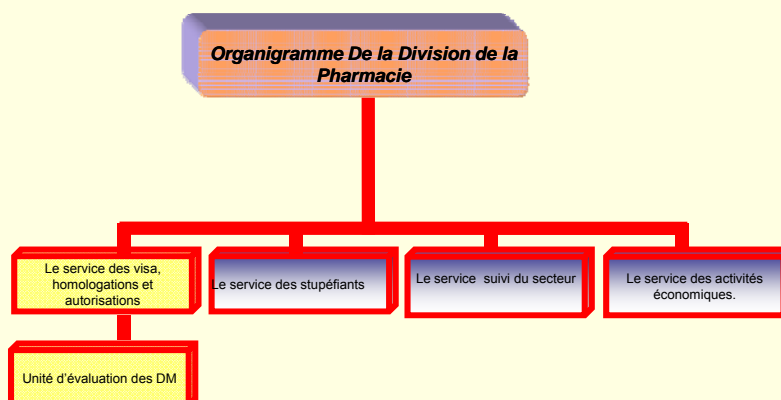 Organigramme De la Division de la
Pharmacie
Le service des visa,
homologations et
autorisations
Le service des stupéfiants
Le service suivi du secteur
Le service des activités
économiques.
Unité d'évaluation des DM